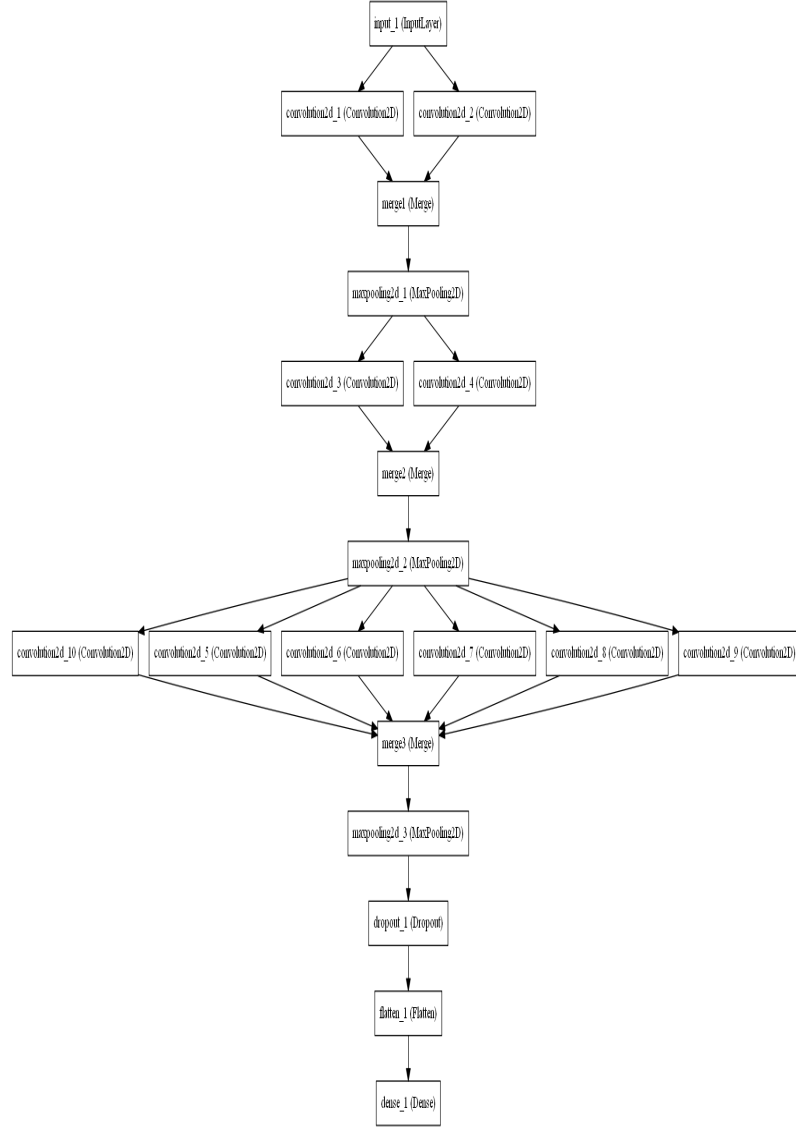 input_1 (InputLayer)
convolution2d_1 (Convolution2D)
convolution2d_2 (Convolution2D)
merge1 (Merge)
maxpooling2d_1 (MaxPooling2D)
convolution2d_3 (Convolution2D)
convolution2d_4 (Convolution2D)
merge2 (Merge)
maxpooling2d_2 (MaxPooling2D)
convolution2d_10 (Convolution2D)
convolution2d_5 (Convolution2D)
convolution2d_6 (Convolution2D)
convolution2d_7 (Convolution2D)
convolution2d_8 (Convolution2D)
convolution2d_9 (Convolution2D)
merge3 (Merge)
maxpooling2d_3 (MaxPooling2D)
dropout_1 (Dropout)
flatten_1 (Flatten)
dense_1 (Dense)